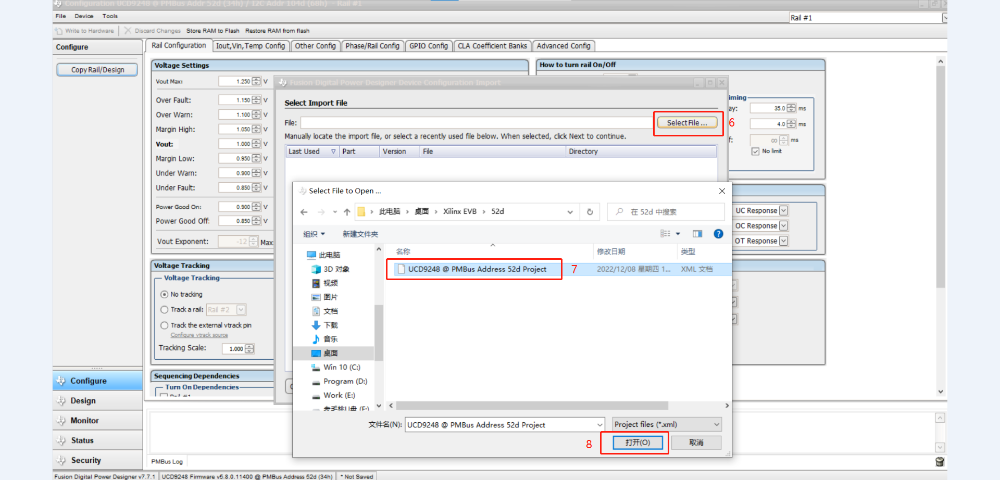 Configuration UCD9248 @ PMBus Addr 52d (34h) / I2C Addr 104d (68h) - Rail #1
File Device Tools
Rail #1
Write to Hardware Discard Changes Store RAM to Flash Restore RAM from flash
Configure
Copy Rail/Design
Rail Configuration Iout,Vin,Temp Config Other Config Phase/Rail Config GPIO Config CLA Coefficient Banks Advanced Config
Voltage Settings
Vout Max: 1.250 V
Over Fault: 1.150 V
Over Warn: 1.100 V
Margin High: 1.050 V
Vout: 1.000 V
Margin Low: 0.950 V
Under Warn: 0.900 V
Under Fault: 0.850 V
Power Good On: 0.900 V
Power Good Off: 0.850 V
Vout Exponent: -12 Max:
Voltage Tracking
Voltage Tracking
No tracking
Track a rail: Rail #2
Track the external vtrack pin
Configure vtrack source
Tracking Scale: 1.000
Sequencing Dependencies
Turn On Dependencies
Rail #1
How to turn rail On/Off
iming
ay: 35.0 ms
4.0 ms
f: ∞ ms
No limit
UC Response
OC Response
OT Response
Fusion Digital Power Designer Device Configuration Import
Select Import File
File: Select File ... 6
Manually locate the import file, or select a recently used file below. When selected, click Next to continue.
Last Used Part Version File Directory
Select File to Open ...
此电脑 › 桌面 › Xilinx EVB › 52d
在 52d 中搜索
组织 新建文件夹
名称 修改日期 类型
UCD9248 @ PMBus Address 52d Project 7 2022/12/08 星期四 1... XML 文档
此电脑
3D 对象
视频
图片
文档
下载
音乐
桌面
Win 10 (C:)
Program (D:)
Work (E:)
老毛桃U盘 (F:)
文件名(N): UCD9248 @ PMBus Address 52d Project Project files (*.xml)
8 打开(O) 取消
Configure
Design
Monitor
Status
Security
PMBus Log
Fusion Digital Power Designer v7.7.1 UCD9248 Firmware v5.8.0.11400 @ PMBus Address 52d (34h) * Not Saved